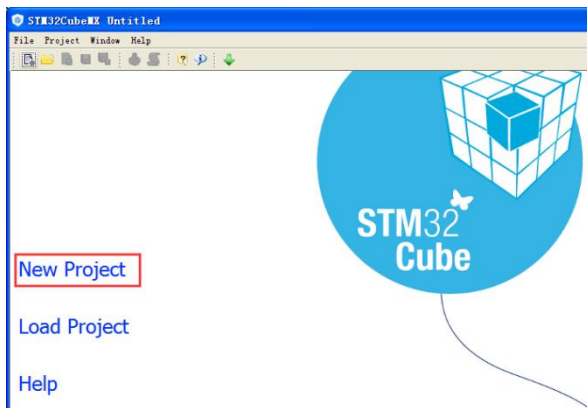 STM32CubeMX Untitled
File Project Window Help
STM32
Cube
New Project
Load Project
Help